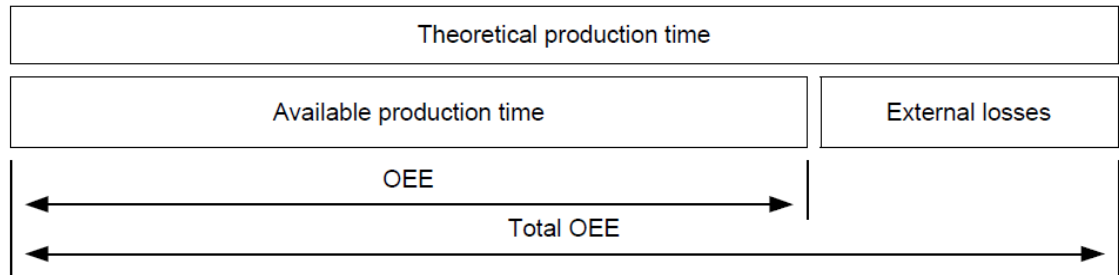 Theoretical production time
Available production time
External losses
OEE
Total OEE